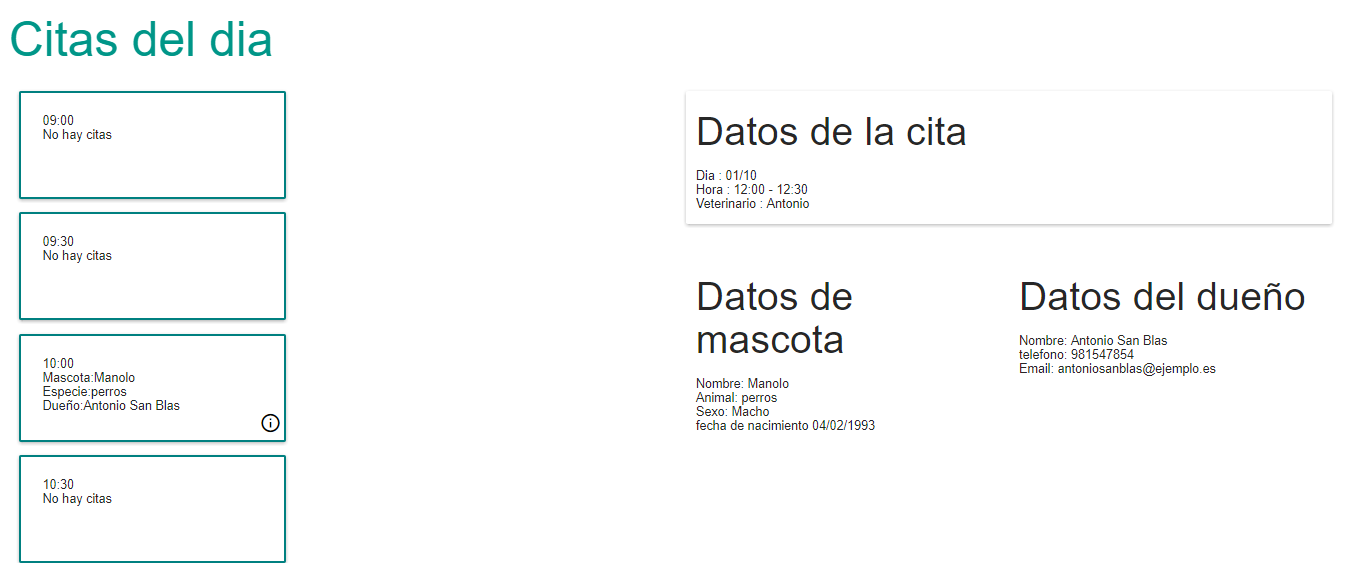 Citas del dia
09:00
No hay citas
09:30
No hay citas
10:00
Mascota:Manolo
Especie:perros
Dueño:Antonio San Blas
10:30
No hay citas
Datos de la cita
Dia : 01/10
Hora : 12:00 - 12:30
Veterinario : Antonio
Datos de
mascota
Nombre: Manolo
Animal: perros
Sexo: Macho
fecha de nacimiento 04/02/1993
Datos del dueño
Nombre: Antonio San Blas
telefono: 981547854
Email: antoniosanblas@ejemplo.es